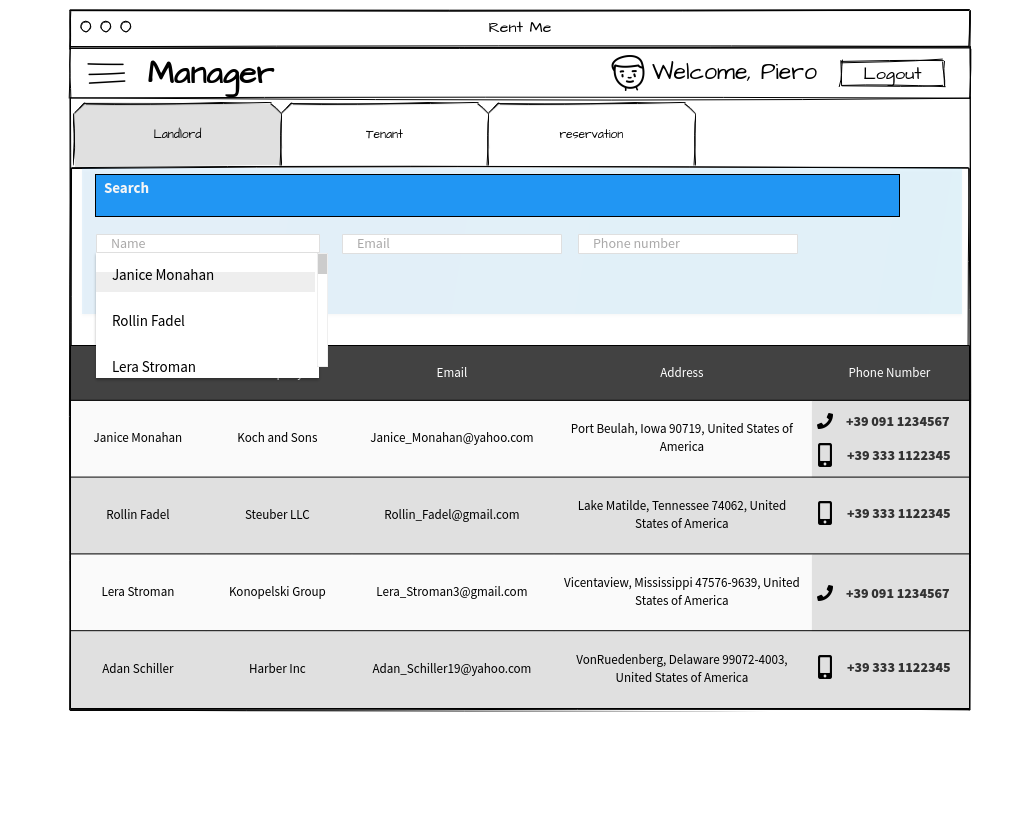 Rent Me
Manager
Welcome, Piero
Logout
Landlord
Tenant
reservation
Search
Name
Email
Phone number
Janice Monahan
Rollin Fadel
Lera Stroman
Email
Address
Phone Number
Janice Monahan
Koch and Sons
Janice_Monahan@yahoo.com
Port Beulah, Iowa 90719, United States of
America
+39 091 1234567
+39 333 1122345
Rollin Fadel
Steuber LLC
Rollin_Fadel@gmail.com
Lake Matilde, Tennessee 74062, United
States of America
+39 333 1122345
Lera Stroman
Konopelski Group
Lera_Stroman3@gmail.com
Vicentaview, Mississippi 47576-9639, United
States of America
+39 091 1234567
Adan Schiller
Harber Inc
Adan_Schiller19@yahoo.com
VonRuedenberg, Delaware 99072-4003,
United States of America
+39 333 1122345